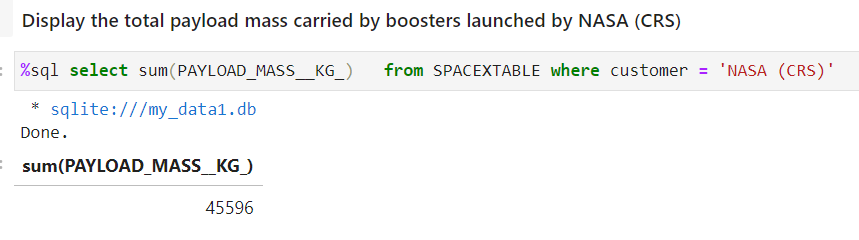 Display the total payload mass carried by boosters launched by NASA (CRS)
%sql select sum(PAYLOAD_MASS__KG_)   from SPACEXTABLE where customer = 'NASA (CRS)'
* sqlite:///my_data1.db
Done.
sum(PAYLOAD_MASS__KG_)
45596